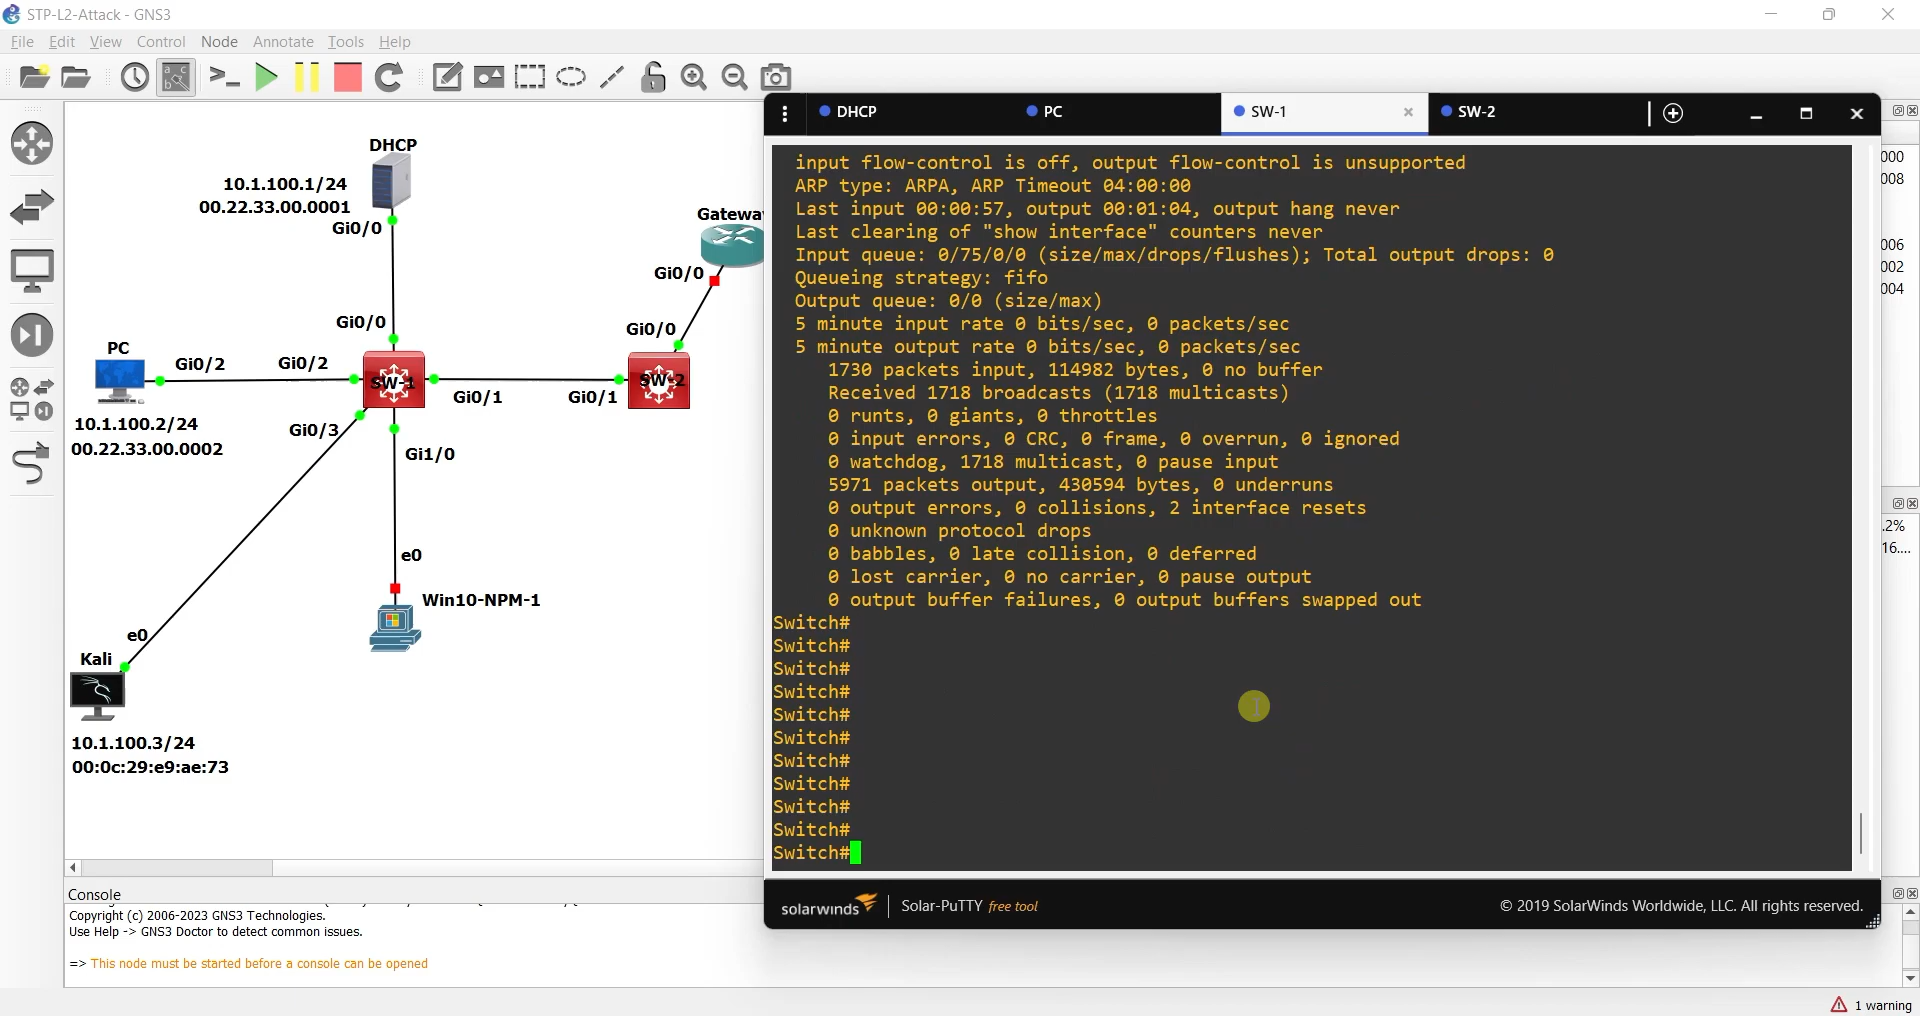 STP-L2-Attack - GNS3
File Edit View Control Node Annotate Tools Help
DHCP
10.1.100.1/24
00.22.33.00.0001
Gi0/0
Gi0/0
PC
Gi0/2
Gi0/2
SW-1
Gi0/1
10.1.100.2/24
00.22.33.00.0002
Gi0/3
Gi1/0
Gi0/1
SW-2
Gi0/0
Gi0/0
Gateway
e0
Win10-NPM-1
e0
Kali
10.1.100.3/24
00:0c:29:e9:ae:73
DHCP PC SW-1 SW-2
input flow-control is off, output flow-control is unsupported
ARP type: ARPA, ARP Timeout 04:00:00
Last input 00:00:57, output 00:01:04, output hang never
Last clearing of "show interface" counters never
Input queue: 0/75/0/0 (size/max/drops/flushes); Total output drops: 0
Queueing strategy: fifo
Output queue: 0/0 (size/max)
5 minute input rate 0 bits/sec, 0 packets/sec
5 minute output rate 0 bits/sec, 0 packets/sec
1730 packets input, 114982 bytes, 0 no buffer
Received 1718 broadcasts (1718 multicasts)
0 runts, 0 giants, 0 throttles
0 input errors, 0 CRC, 0 frame, 0 overrun, 0 ignored
0 watchdog, 1718 multicast, 0 pause input
5971 packets output, 430594 bytes, 0 underruns
0 output errors, 0 collisions, 2 interface resets
0 unknown protocol drops
0 babbles, 0 late collision, 0 deferred
0 lost carrier, 0 no carrier, 0 pause output
0 output buffer failures, 0 output buffers swapped out
Switch#
Switch#
Switch#
Switch#
Switch#
Switch#
Switch#
Switch#
Switch#
Switch#
Switch#
solarwinds Solar-PuTTY free tool © 2019 SolarWinds Worldwide, LLC. All rights reserved.
000
008
006
002
004
.2%
16....
Console
Copyright (c) 2006-2023 GNS3 Technologies.
Use Help -> GNS3 Doctor to detect common issues.
=> This node must be started before a console can be opened
1 warning